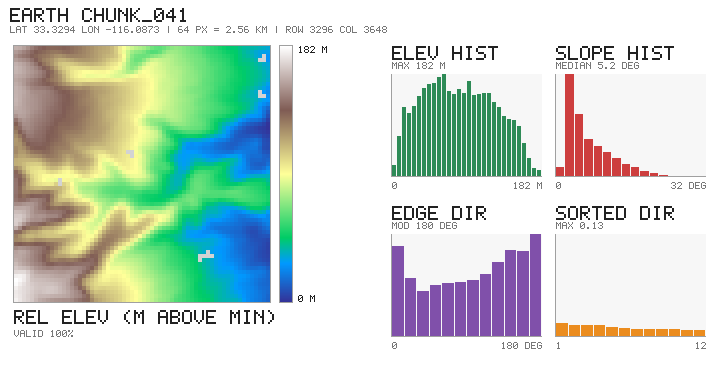 EARTH CHUNK_041
LAT 33.3294 LON -116.0873 | 64 PX = 2.56 KM | ROW 3296 COL 3648
182 M
0 M
REL ELEV (M ABOVE MIN)
VALID 100%
ELEV HIST
MAX 182 M
0 182 M
SLOPE HIST
MEDIAN 5.2 DEG
0 32 DEG
EDGE DIR
MOD 180 DEG
0 180 DEG
SORTED DIR
MAX 0.13
1 12